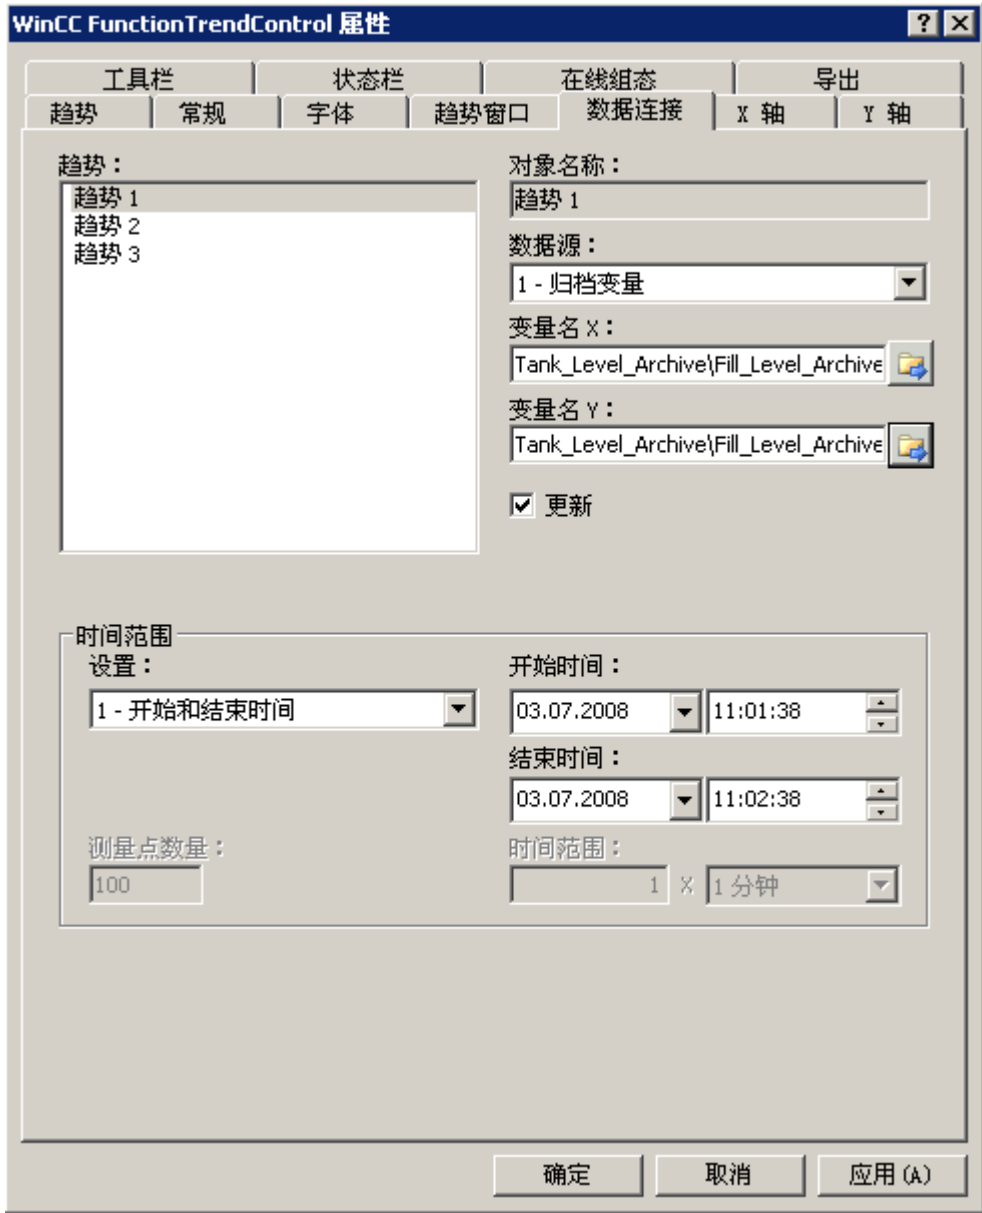 WinCC FunctionTrendControl 属性
工具栏
状态栏
在线组态
导出
趋势
常规
字体
趋势窗口
数据连接
X 轴
Y 轴
趋势：
趋势 1
趋势 2
趋势 3
对象名称：
趋势 1
数据源：
1 - 归档变量
变量名 X：
Tank_Level_Archive\Fill_Level_Archive
变量名 Y：
Tank_Level_Archive\Fill_Level_Archive
更新
时间范围
设置：
1 - 开始和结束时间
开始时间：
03.07.2008 11:01:38
结束时间：
03.07.2008 11:02:38
测量点数量：
100
时间范围：
1 X 1 分钟
确定
取消
应用(A)